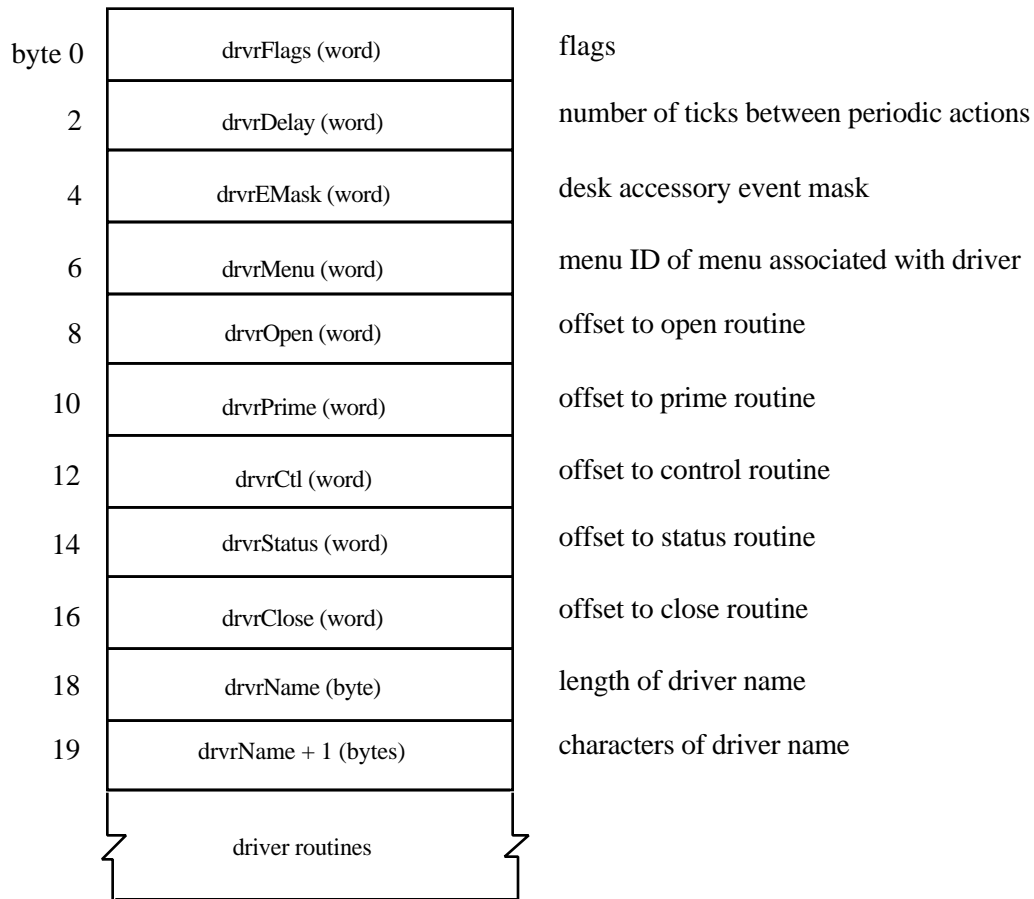 byte 0 drvrFlags (word) flags
2 drvrDelay (word) number of ticks between periodic actions
4 drvrEMask (word) desk accessory event mask
6 drvrMenu (word) menu ID of menu associated with driver
8 drvrOpen (word) offset to open routine
10 drvrPrime (word) offset to prime routine
12 drvrCtl (word) offset to control routine
14 drvrStatus (word) offset to status routine
16 drvrClose (word) offset to close routine
18 drvrName (byte) length of driver name
19 drvrName + 1 (bytes) characters of driver name
driver routines